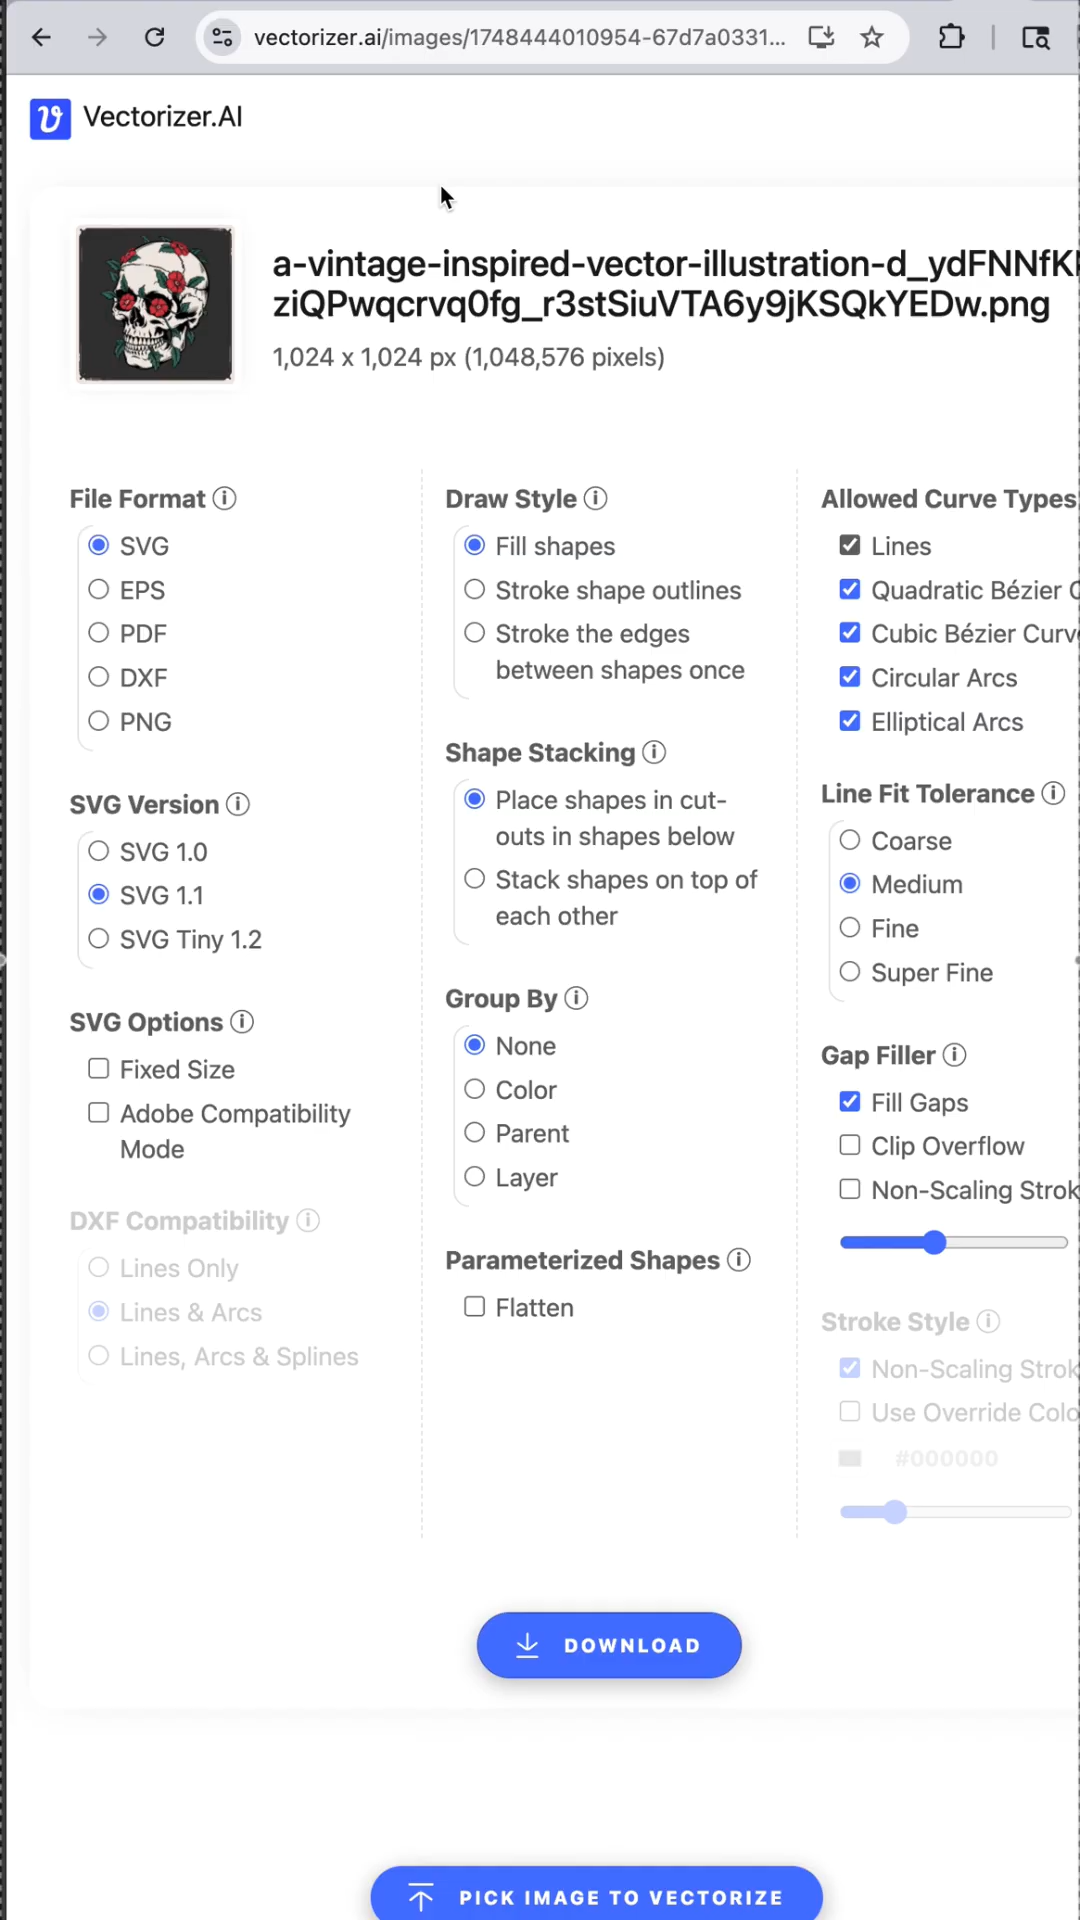 vectorizer.ai/images/1748444010954-67d7a0331...
Vectorizer.AI
a-vintage-inspired-vector-illustration-d_ydFNNfK
ziQPwqcrvq0fg_r3stSiuVTA6y9jKSQkYEDw.png
1,024 x 1,024 px (1,048,576 pixels)
File Format
SVG
EPS
PDF
DXF
PNG
SVG Version
SVG 1.0
SVG 1.1
SVG Tiny 1.2
SVG Options
Fixed Size
Adobe Compatibility
Mode
DXF Compatibility
Lines Only
Lines & Arcs
Lines, Arcs & Splines
Draw Style
Fill shapes
Stroke shape outlines
Stroke the edges
between shapes once
Shape Stacking
Place shapes in cut-
outs in shapes below
Stack shapes on top of
each other
Group By
None
Color
Parent
Layer
Parameterized Shapes
Flatten
Allowed Curve Types
Lines
Quadratic Bézier C
Cubic Bézier Curv
Circular Arcs
Elliptical Arcs
Line Fit Tolerance
Coarse
Medium
Fine
Super Fine
Gap Filler
Fill Gaps
Clip Overflow
Non-Scaling Strok
Stroke Style
Non-Scaling Strok
Use Override Colo
#000000
DOWNLOAD
PICK IMAGE TO VECTORIZE